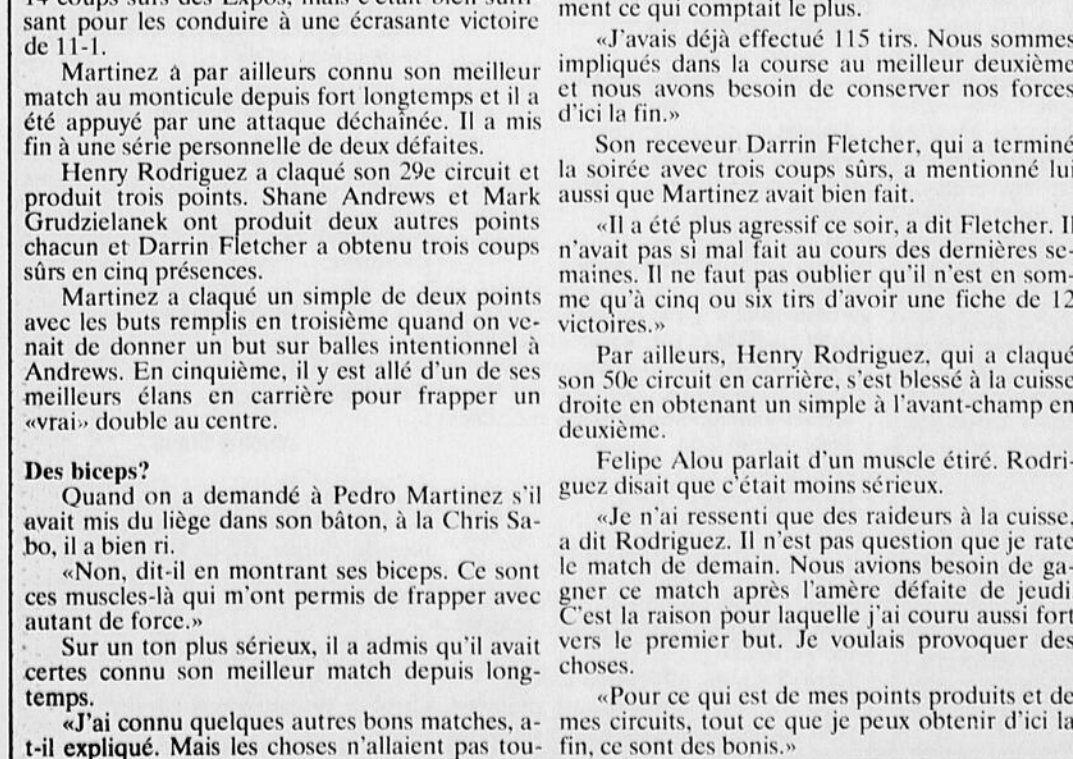 14 coups sûrs des Expos, mais c'était bien suffi-
sant pour les conduire à une écrasante victoire
de 11-1.
Martinez à par ailleurs connu son meilleur
match au monticule depuis fort longtemps et il a
été appuyé par une attaque déchaînée. Il a mis
fin à une série personnelle de deux défaites.
Henry Rodriguez a claqué son 29e circuit et
produit trois points. Shane Andrews et Mark
Grudzielanek ont produit deux autres points
chacun et Darrin Fletcher a obtenu trois coups
sûrs en cinq présences.
Martinez a claqué un simple de deux points
avec les buts remplis en troisième quand on ve-
nait de donner un but sur balles intentionnel à
Andrews. En cinquième, il y est allé d'un de ses
meilleurs élans en carrière pour frapper un
«vrai» double au centre.
Des biceps?
Quand on a demandé à Pedro Martinez s'il
avait mis du liège dans son bâton, à la Chris Sa-
bo, il a bien ri.
«Non, dit-il en montrant ses biceps. Ce sont
ces muscles-là qui m'ont permis de frapper avec
autant de force.»
Sur un ton plus sérieux, il a admis qu'il avait
certes connu son meilleur match depuis long-
temps.
«J'ai connu quelques autres bons matches, a-
t-il expliqué. Mais les choses n'allaient pas tou-
ment ce qui comptait le plus.
«J'avais déjà effectué 115 tirs. Nous sommes
impliqués dans la course au meilleur deuxième
et nous avons besoin de conserver nos forces
d'ici la fin.»
Son receveur Darrin Fletcher, qui a terminé
la soirée avec trois coups sûrs, a mentionné lui
aussi que Martinez avait bien fait.
«Il a été plus agressif ce soir, a dit Fletcher. Il
n'avait pas si mal fait au cours des dernières se-
maines. Il ne faut pas oublier qu'il n'est en som-
me qu'à cinq ou six tirs d'avoir une fiche de 12
victoires.»
Par ailleurs, Henry Rodriguez, qui a claqué
son 50e circuit en carrière, s'est blessé à la cuisse
droite en obtenant un simple à l'avant-champ en
deuxième.
Felipe Alou parlait d'un muscle étiré. Rodri-
guez disait que c'était moins sérieux.
«Je n'ai ressenti que des raideurs à la cuisse,
a dit Rodriguez. Il n'est pas question que je rate
le match de demain. Nous avions besoin de ga-
gner ce match après l'amère défaite de jeudi
C'est la raison pour laquelle j'ai couru aussi fort
vers le premier but. Je voulais provoquer des
choses.
«Pour ce qui est de mes points produits et de
mes circuits, tout ce que je peux obtenir d'ici la
fin, ce sont des bonis.»